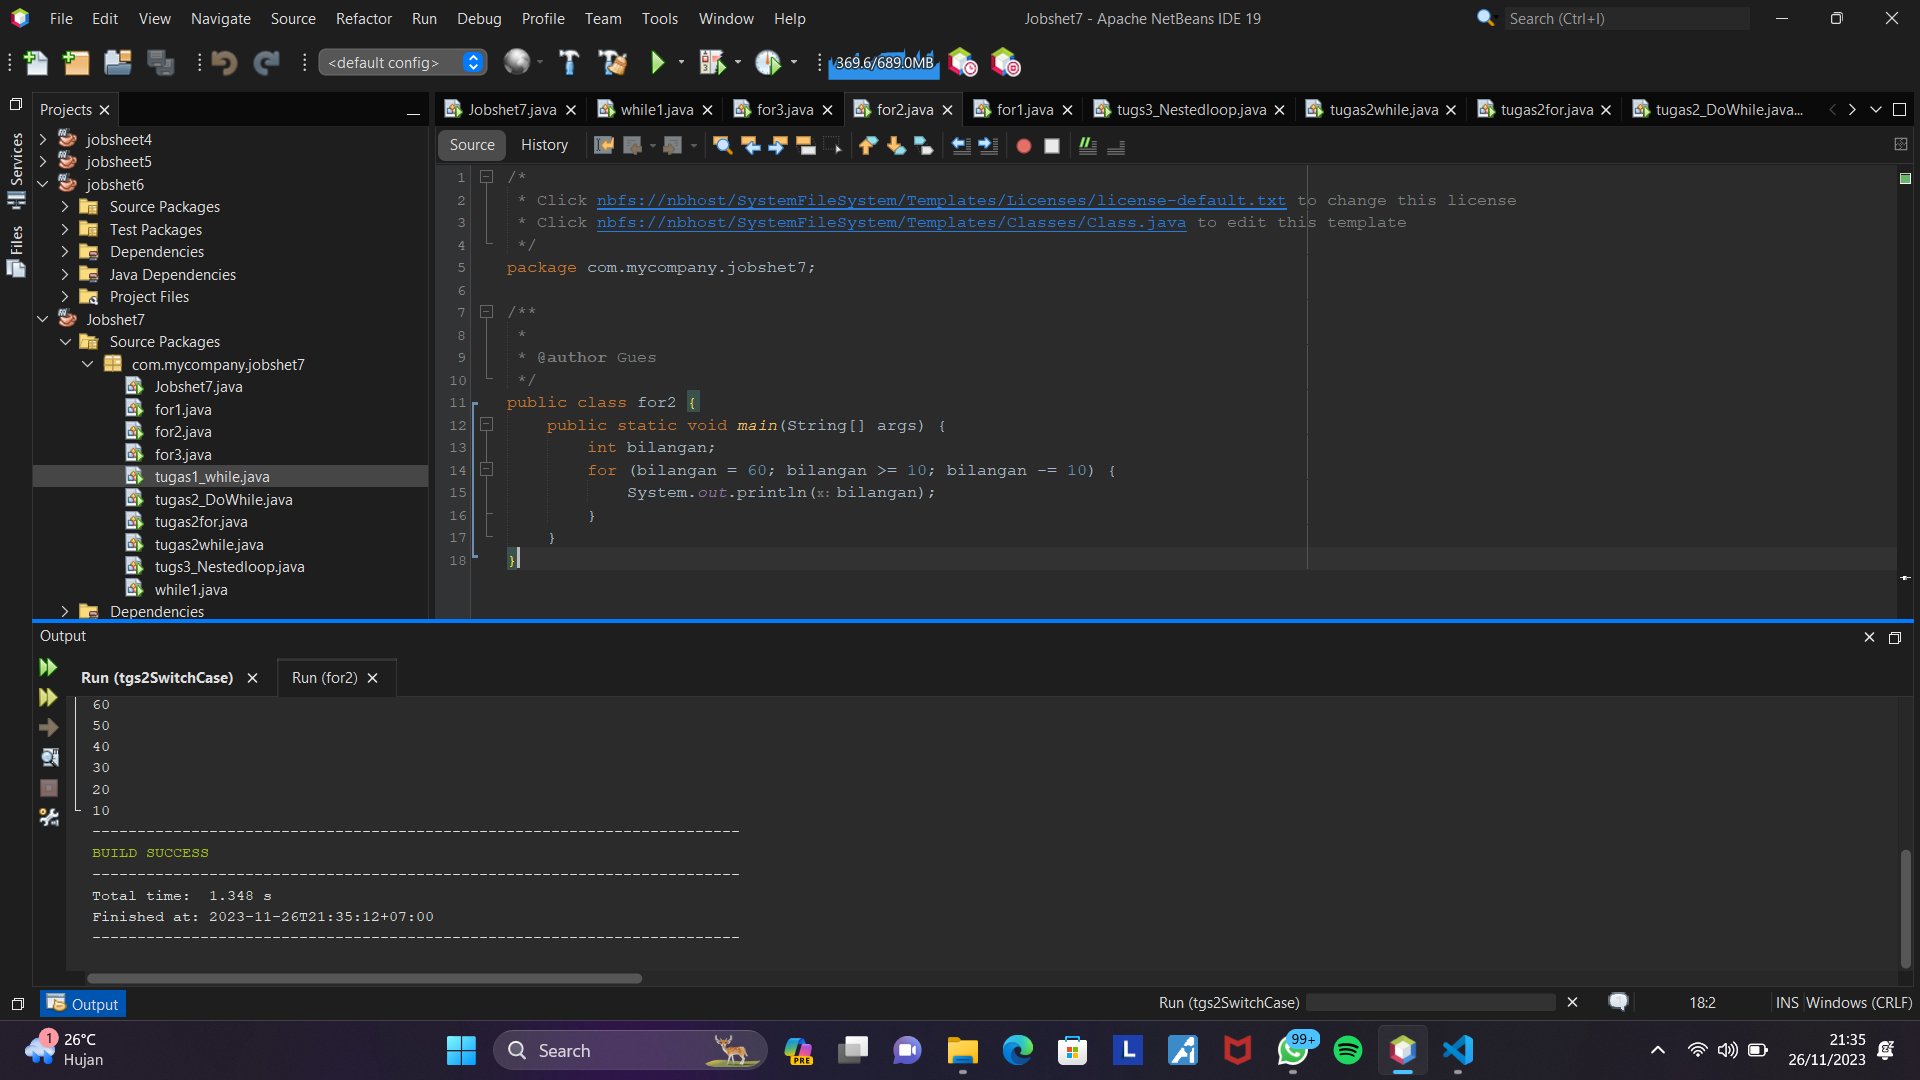 File Edit View Navigate Source Refactor Run Debug Profile Team Tools Window Help
Jobshet7 - Apache NetBeans IDE 19
Search (Ctrl+I)
<default config>
369.6/689.0MB
Services
Files
Projects
jobsheet4
jobsheet5
jobshet6
Source Packages
Test Packages
Dependencies
Java Dependencies
Project Files
Jobshet7
Source Packages
com.mycompany.jobshet7
Jobshet7.java
for1.java
for2.java
for3.java
tugas1_while.java
tugas2_DoWhile.java
tugas2for.java
tugas2while.java
tugs3_Nestedloop.java
while1.java
Dependencies
Jobshet7.java while1.java for3.java for2.java for1.java tugs3_Nestedloop.java tugas2while.java tugas2for.java tugas2_DoWhile.java...
Source History
1 /*
2 * Click nbfs://nbhost/SystemFileSystem/Templates/Licenses/license-default.txt to change this license
3 * Click nbfs://nbhost/SystemFileSystem/Templates/Classes/Class.java to edit this template
4 */
5 package com.mycompany.jobshet7;
6
7 /**
8 *
9 * @author Gues
10 */
11 public class for2 {
12 public static void main(String[] args) {
13 int bilangan;
14 for (bilangan = 60; bilangan >= 10; bilangan -= 10) {
15 System.out.println(x: bilangan);
16 }
17 }
18 }
Output
Run (tgs2SwitchCase) Run (for2)
60
50
40
30
20
10
------------------------------------------------------------------------
BUILD SUCCESS
------------------------------------------------------------------------
Total time:  1.348 s
Finished at: 2023-11-26T21:35:12+07:00
------------------------------------------------------------------------
Output
Run (tgs2SwitchCase)
18:2
INS Windows (CRLF)
1
26°C
Hujan
Search
PRE
L
99+
21:35
26/11/2023